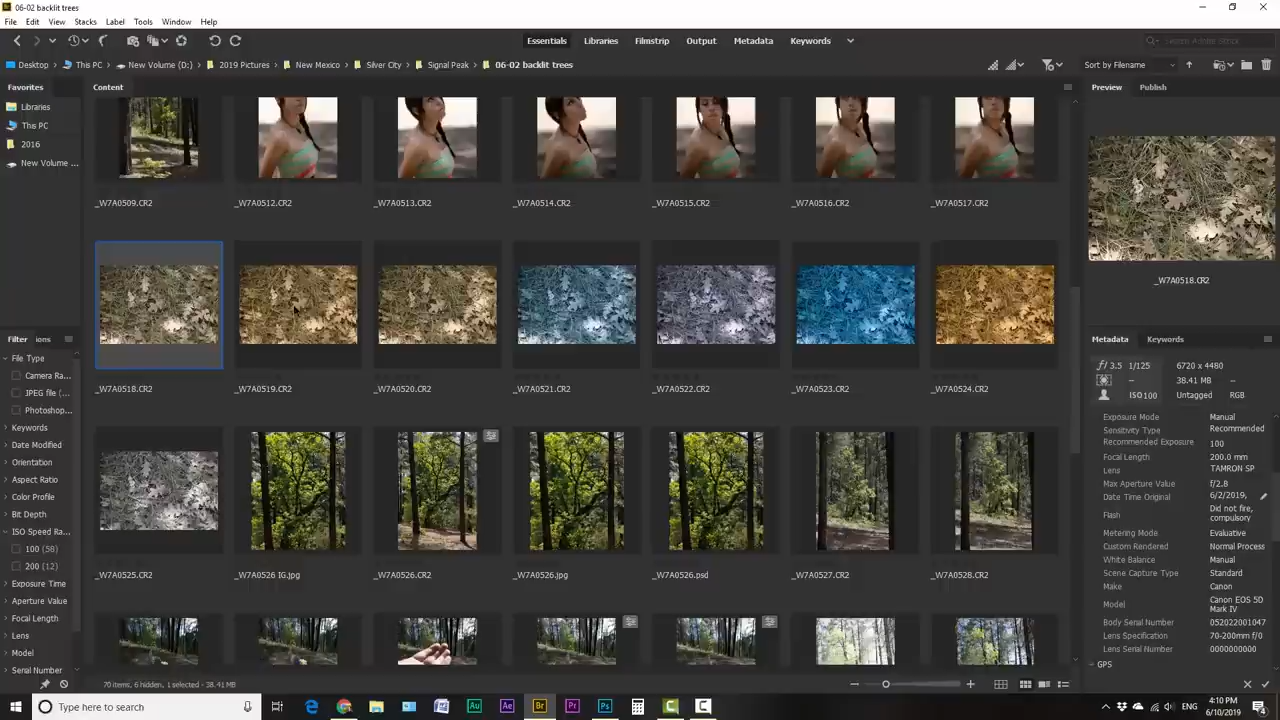 06-02 backlit trees
File Edit View Stacks Label Tools Window Help
Essentials Libraries Filmstrip Output Metadata Keywords
Search Adobe Stock
Desktop This PC New Volume (D:) 2019 Pictures New Mexico Silver City Signal Peak 06-02 backlit trees
Sort by Filename
Favorites
Libraries
This PC
2016
New Volume ...
Content
_W7A0509.CR2 _W7A0512.CR2 _W7A0513.CR2 _W7A0514.CR2 _W7A0515.CR2 _W7A0516.CR2 _W7A0517.CR2
_W7A0518.CR2 _W7A0519.CR2 _W7A0520.CR2 _W7A0521.CR2 _W7A0522.CR2 _W7A0523.CR2 _W7A0524.CR2
_W7A0525.CR2 _W7A0526 IG.jpg _W7A0526.CR2 _W7A0526.jpg _W7A0526.psd _W7A0527.CR2 _W7A0528.CR2
Filter ions
File Type
Camera Ra...
JPEG file (...
Photoshop...
Keywords
Date Modified
Orientation
Aspect Ratio
Color Profile
Bit Depth
ISO Speed Ra...
100 (58)
200 (12)
Exposure Time
Aperture Value
Focal Length
Lens
Model
Serial Number
70 items, 6 hidden, 1 selected - 38.41 MB
Preview Publish
_W7A0518.CR2
Metadata Keywords
f/ 3.5 1/125 6720 x 4480
-- 38.41 MB --
ISO100 Untagged RGB
Exposure Mode Manual
Sensitivity Type Recommended
Recommended Exposure 100
Focal Length 200.0 mm
Lens TAMRON SP
Max Aperture Value f/2.8
Date Time Original 6/2/2019,
Flash Did not fire,
compulsory
Metering Mode Evaluative
Custom Rendered Normal Process
White Balance Manual
Scene Capture Type Standard
Make Canon
Model Canon EOS 5D
Mark IV
Body Serial Number 052022001047
Lens Specification 70-200mm f/0
Lens Serial Number 0000000000
GPS
Type here to search
Au Ae Br Pr Ps
ENG
4:10 PM
6/10/2019
4